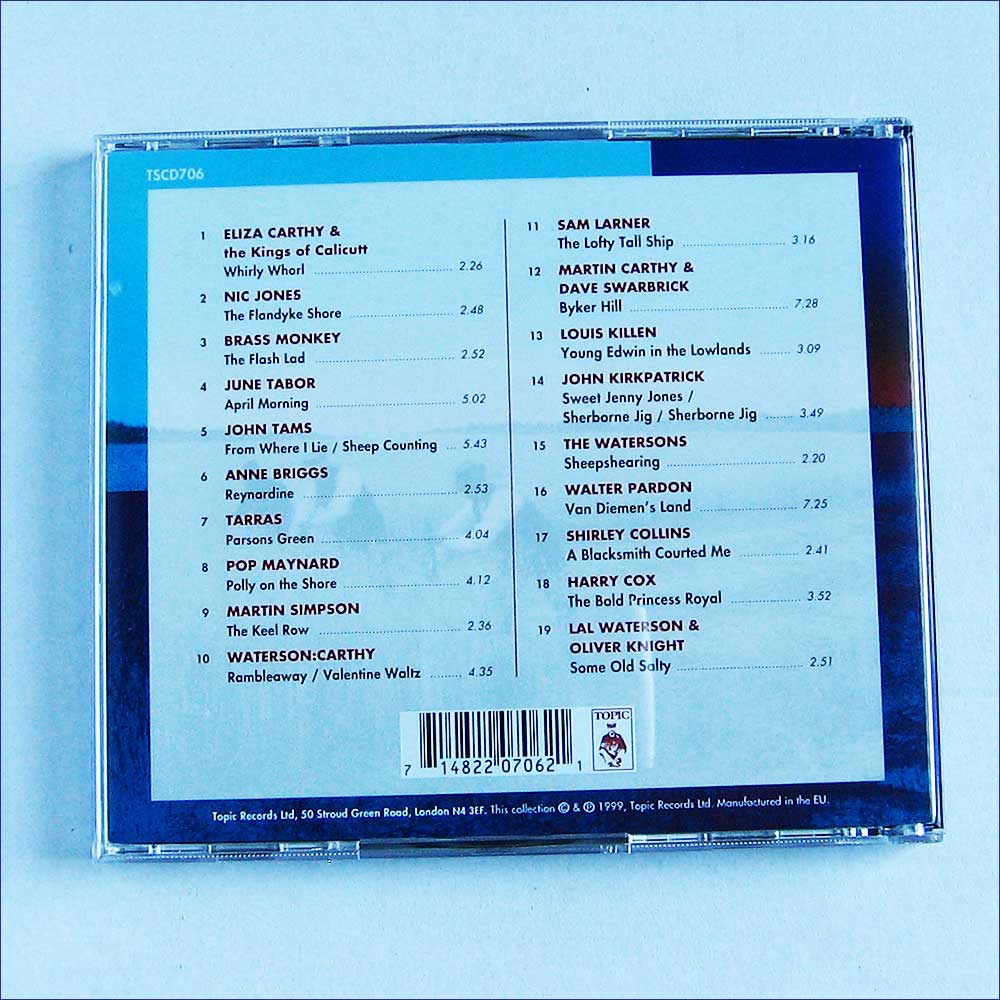 TSCD706
1 ELIZA CARTHY &
the Kings of Calicutt
Whirly Whorl 2.26
2 NIC JONES
The Flandyke Shore 2.48
3 BRASS MONKEY
The Flash Lad 2.52
4 JUNE TABOR
April Morning 5.02
5 JOHN TAMS
From Where I Lie / Sheep Counting ... 5.43
6 ANNE BRIGGS
Reynardine 2.53
7 TARRAS
Parsons Green 4.04
8 POP MAYNARD
Polly on the Shore 4.12
9 MARTIN SIMPSON
The Keel Row 2.36
10 WATERSON:CARTHY
Rambleaway / Valentine Waltz 4.35
11 SAM LARNER
The Lofty Tall Ship 3.16
12 MARTIN CARTHY &
DAVE SWARBRICK
Byker Hill 7.28
13 LOUIS KILLEN
Young Edwin in the Lowlands 3.09
14 JOHN KIRKPATRICK
Sweet Jenny Jones /
Sherborne Jig / Sherborne Jig 3.49
15 THE WATERSONS
Sheepshearing 2.20
16 WALTER PARDON
Van Diemen's Land 7.25
17 SHIRLEY COLLINS
A Blacksmith Courted Me 2.41
18 HARRY COX
The Bold Princess Royal 3.52
19 LAL WATERSON &
OLIVER KNIGHT
Some Old Salty 2.51
TOPIC
7 14822 07062 1
Topic Records Ltd, 50 Stroud Green Road, London N4 3EF. This collection © & ℗ 1999, Topic Records Ltd. Manufactured in the EU.